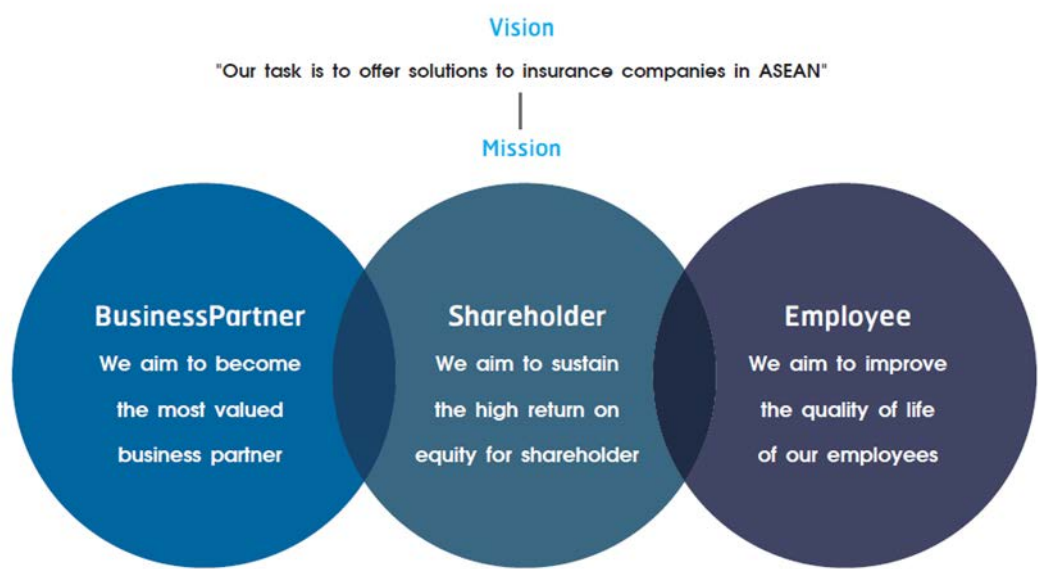 Vision
"Our task is to offer solutions to insurance companies in ASEAN"
Mission
BusinessPartner
We aim to become
the most valued
business partner
Shareholder
We aim to sustain
the high return on
equity for shareholder
Employee
We aim to improve
the quality of life
of our employees